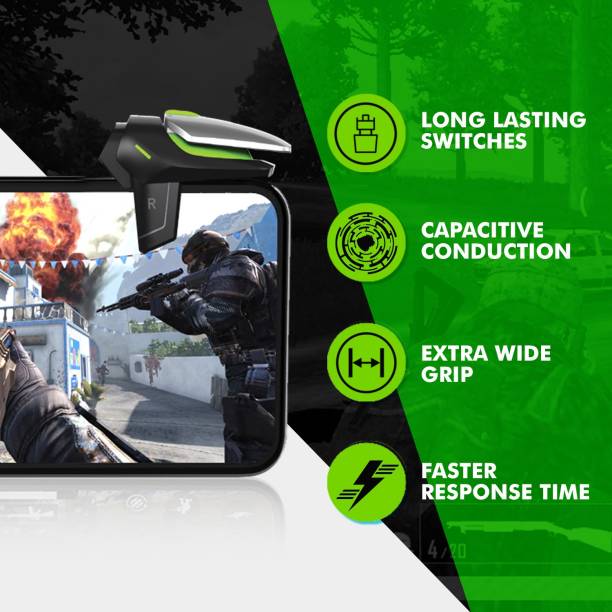 LONG LASTING
SWITCHES
R
CAPACITIVE
CONDUCTION
EXTRA WIDE
GRIP
FASTER
RESPONSE TIME
4/20